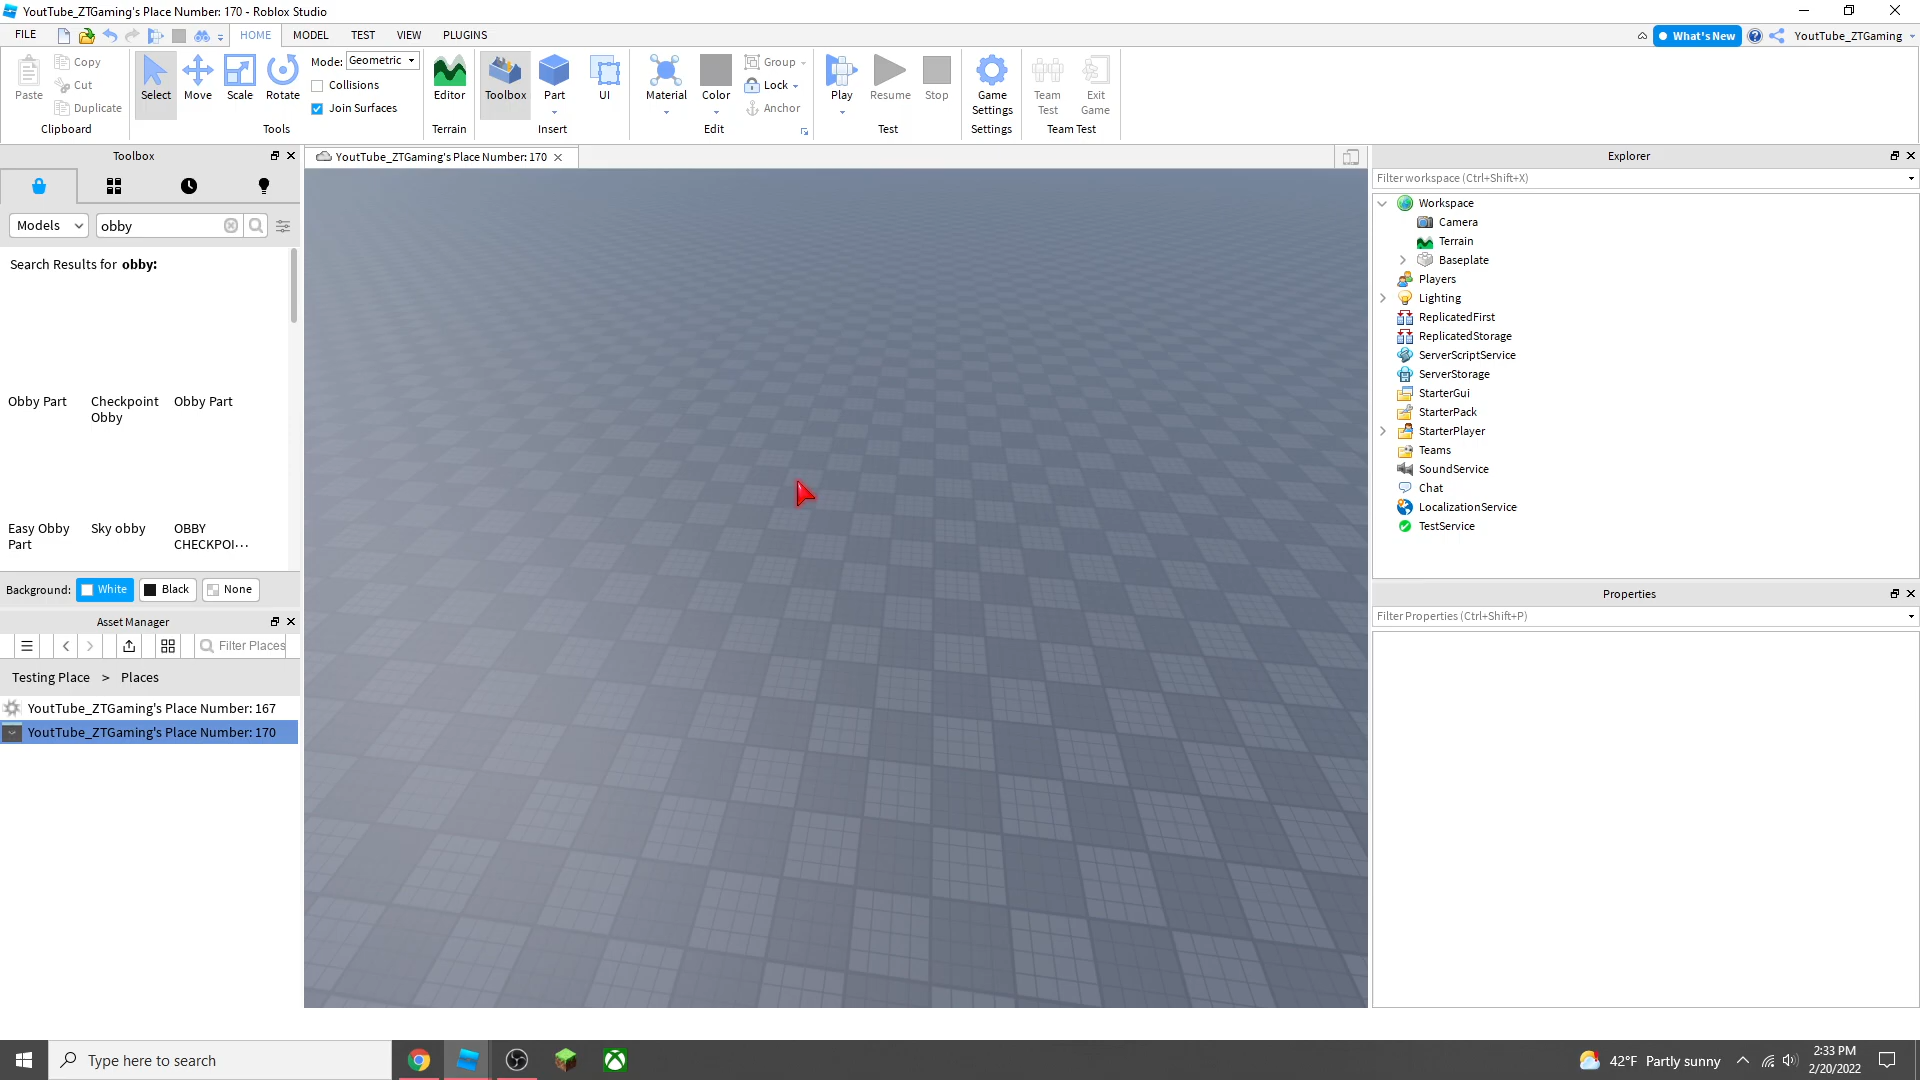 YoutTube_ZTGaming's Place Number: 170 - Roblox Studio
FILE HOME MODEL TEST VIEW PLUGINS What's New YoutTube_ZTGaming
Paste Copy Cut Duplicate
Clipboard
Select Move Scale Rotate
Mode: Geometric
Collisions
Join Surfaces
Tools
Editor
Terrain
Toolbox Part UI
Insert
Material Color
Group
Lock
Anchor
Edit
Play Resume Stop
Test
Game Settings
Settings
Team Test
Exit Game
Team Test
Toolbox
Models obby
Search Results for obby:
Obby Part
Checkpoint Obby
Obby Part
Easy Obby Part
Sky obby
OBBY CHECKPOI...
Background: White Black None
Asset Manager
Filter Places
Testing Place > Places
YoutTube_ZTGaming's Place Number: 167
YoutTube_ZTGaming's Place Number: 170
YoutTube_ZTGaming's Place Number: 170
Explorer
Filter workspace (Ctrl+Shift+X)
Workspace
Camera
Terrain
Baseplate
Players
Lighting
ReplicatedFirst
ReplicatedStorage
ServerScriptService
ServerStorage
StarterGui
StarterPack
StarterPlayer
Teams
SoundService
Chat
LocalizationService
TestService
Properties
Filter Properties (Ctrl+Shift+P)
Type here to search
42°F Partly sunny
2:33 PM
2/20/2022